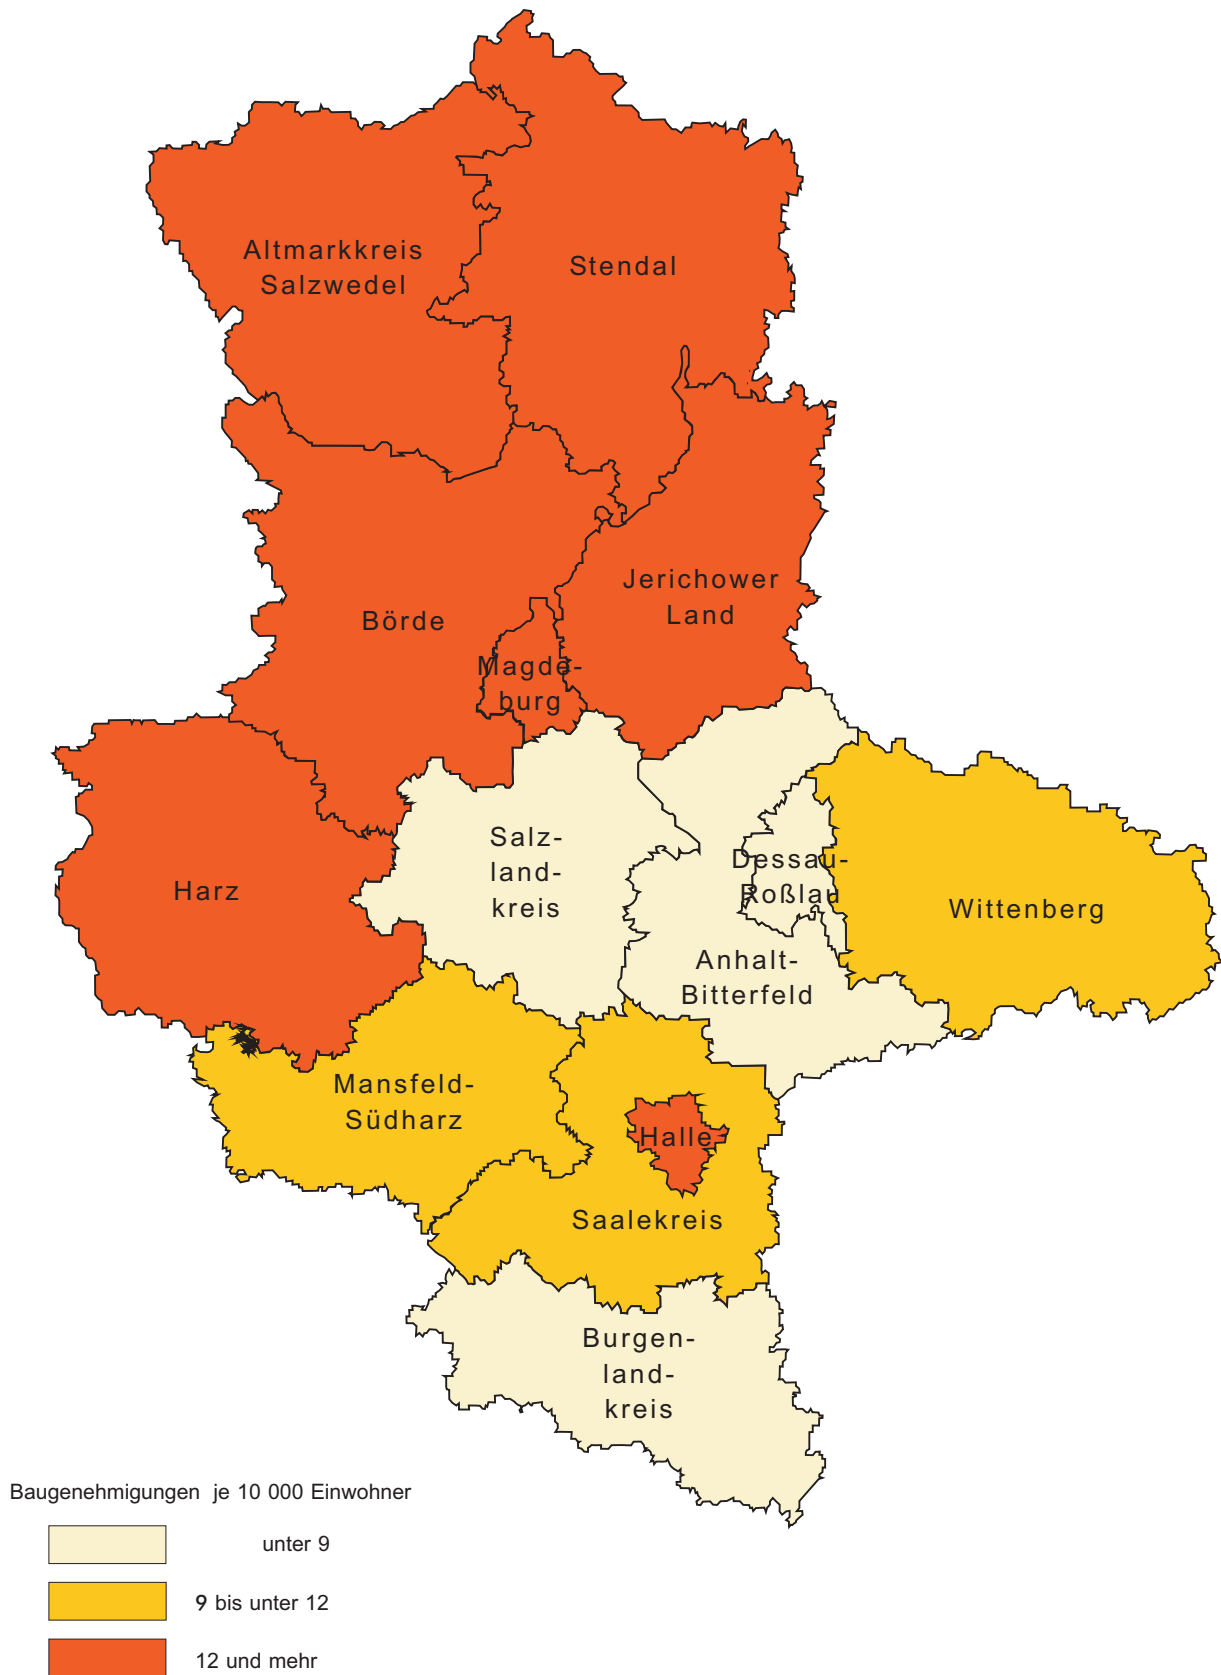 Altmarkkreis
Salzwedel
Stendal
Jerichower
Land
Börde
Magde-
burg
Harz
Salz-
land-
kreis
Dessau-
Roßlau
Wittenberg
Anhalt-
Bitterfeld
Mansfeld-
Südharz
Halle
Saalekreis
Burgen-
land-
kreis
Baugenehmigungen je 10 000 Einwohner
unter 9
9 bis unter 12
12 und mehr